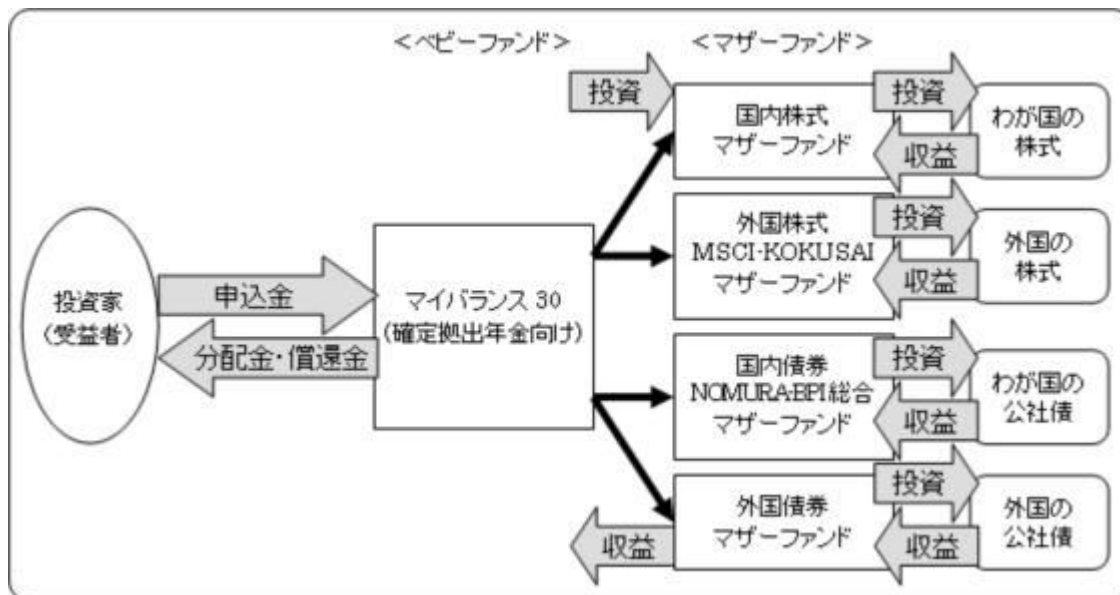 ＜ベビーファンド＞
＜マザーファンド＞
投資
国内株式
マザーファンド
投資
収益
わが国の
株式
外国株式
MSCI-KOKUSAI
マザーファンド
投資
収益
外国の
株式
投資家
（受益者）
申込金
分配金・償還金
マイバランス30
（確定拠出年金向け）
国内債券
NOMURA-BPI総合
マザーファンド
投資
収益
わが国の
公社債
外国債券
マザーファンド
収益
投資
収益
外国の
公社債